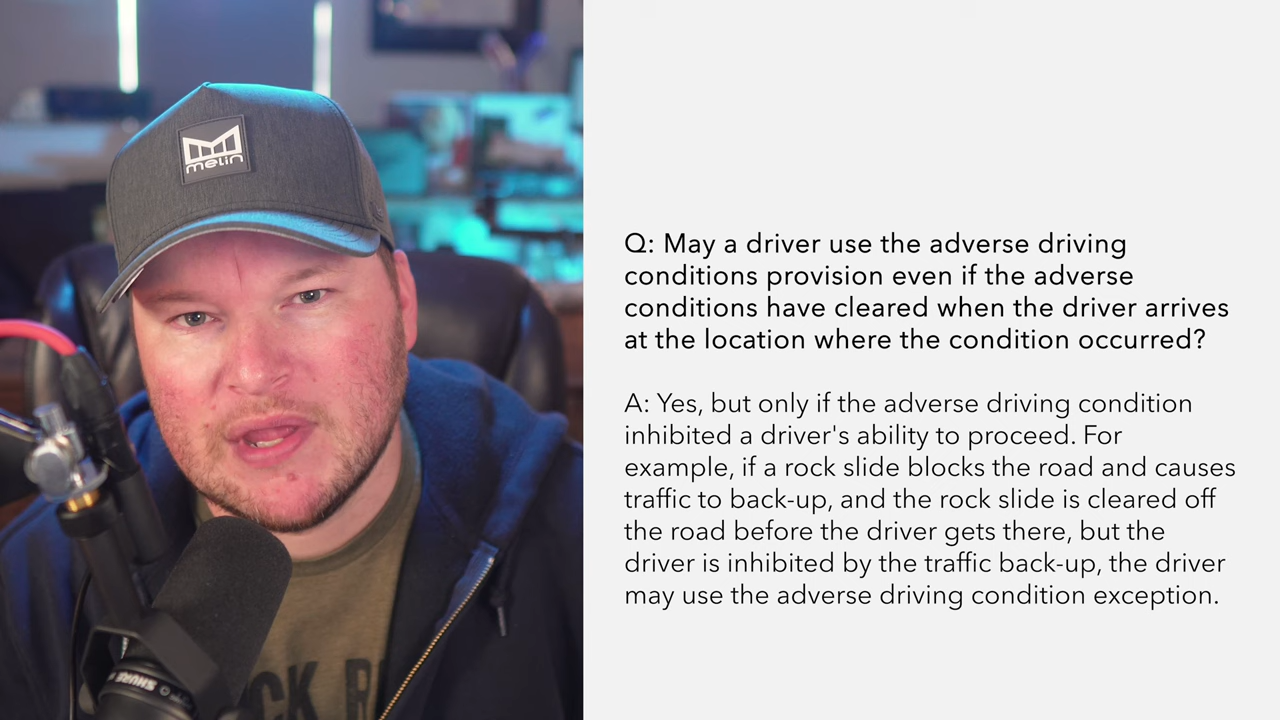 melin
Q: May a driver use the adverse driving
conditions provision even if the adverse
conditions have cleared when the driver arrives
at the location where the condition occurred?
A: Yes, but only if the adverse driving condition
inhibited a driver's ability to proceed. For
example, if a rock slide blocks the road and causes
traffic to back-up, and the rock slide is cleared off
the road before the driver gets there, but the
driver is inhibited by the traffic back-up, the driver
may use the adverse driving condition exception.
SHURE